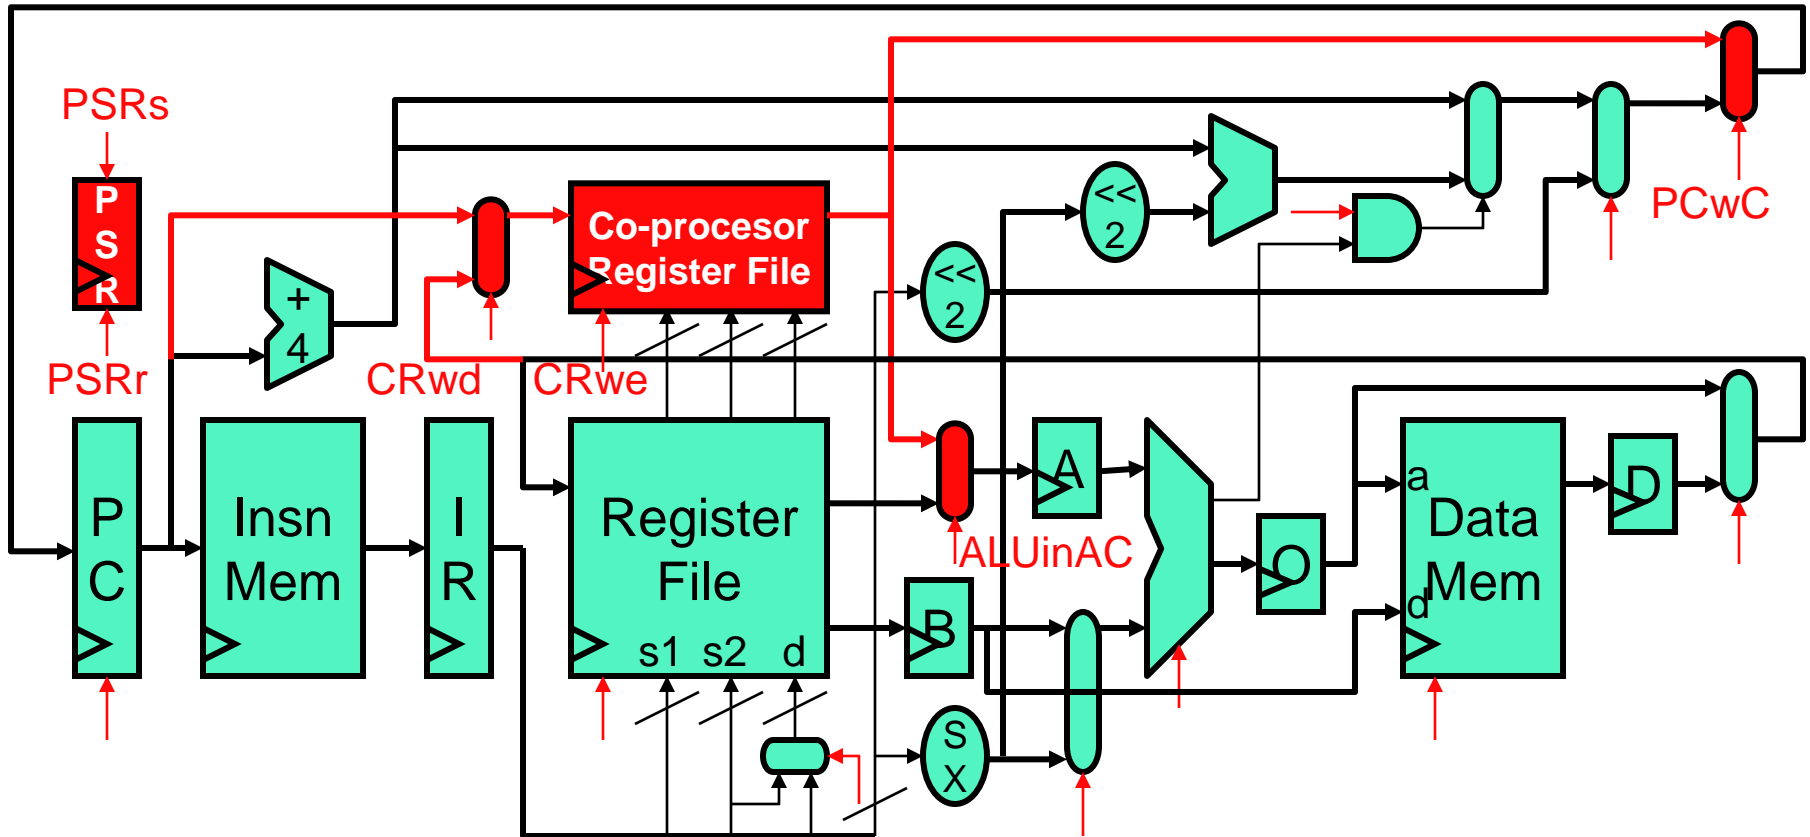 PSRs
P
S
R
PSRr
+
4
CRwd
Co-procesor
Register File
CRwe
<<
2
<<
2
PCwC
P
C
Insn
Mem
I
R
Register
File
s1 s2 d
ALUinAC
A
B
S
X
O
a
Data
Mem
d
D